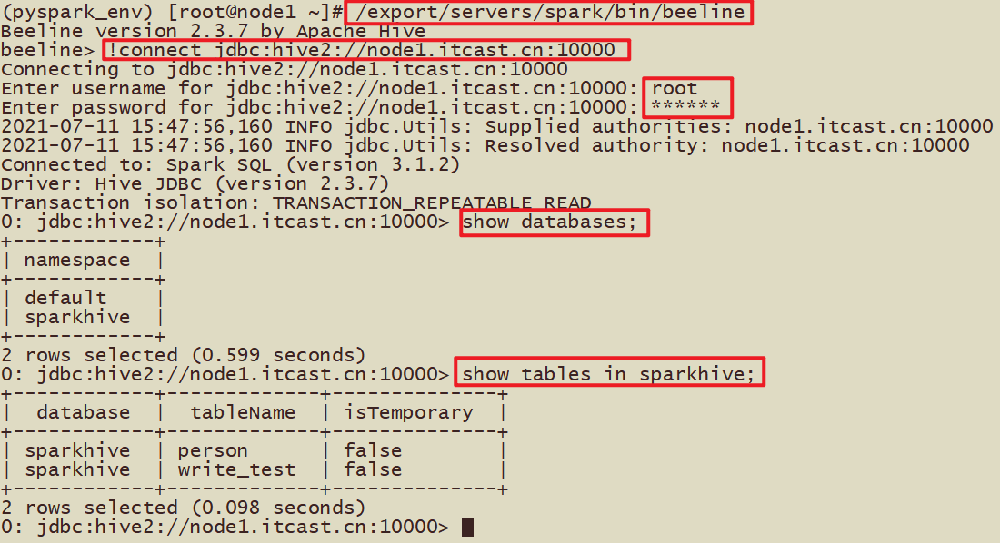 (pyspark_env) [root@node1 ~]# /export/servers/spark/bin/beeline
Beeline version 2.3.7 by Apache Hive
beeline> !connect jdbc:hive2://node1.itcast.cn:10000
Connecting to jdbc:hive2://node1.itcast.cn:10000
Enter username for jdbc:hive2://node1.itcast.cn:10000: root
Enter password for jdbc:hive2://node1.itcast.cn:10000: ******
2021-07-11 15:47:56,160 INFO jdbc.Utils: Supplied authorities: node1.itcast.cn:10000
2021-07-11 15:47:56,160 INFO jdbc.Utils: Resolved authority: node1.itcast.cn:10000
Connected to: Spark SQL (version 3.1.2)
Driver: Hive JDBC (version 2.3.7)
Transaction isolation: TRANSACTION_REPEATABLE_READ
0: jdbc:hive2://node1.itcast.cn:10000> show databases;
+------------+
| namespace  |
+------------+
| default    |
| sparkhive  |
+------------+
2 rows selected (0.599 seconds)
0: jdbc:hive2://node1.itcast.cn:10000> show tables in sparkhive;
+------------+-------------+--------------+
|  database  |  tableName  | isTemporary  |
+------------+-------------+--------------+
| sparkhive  | person      | false        |
| sparkhive  | write_test  | false        |
+------------+-------------+--------------+
2 rows selected (0.098 seconds)
0: jdbc:hive2://node1.itcast.cn:10000>